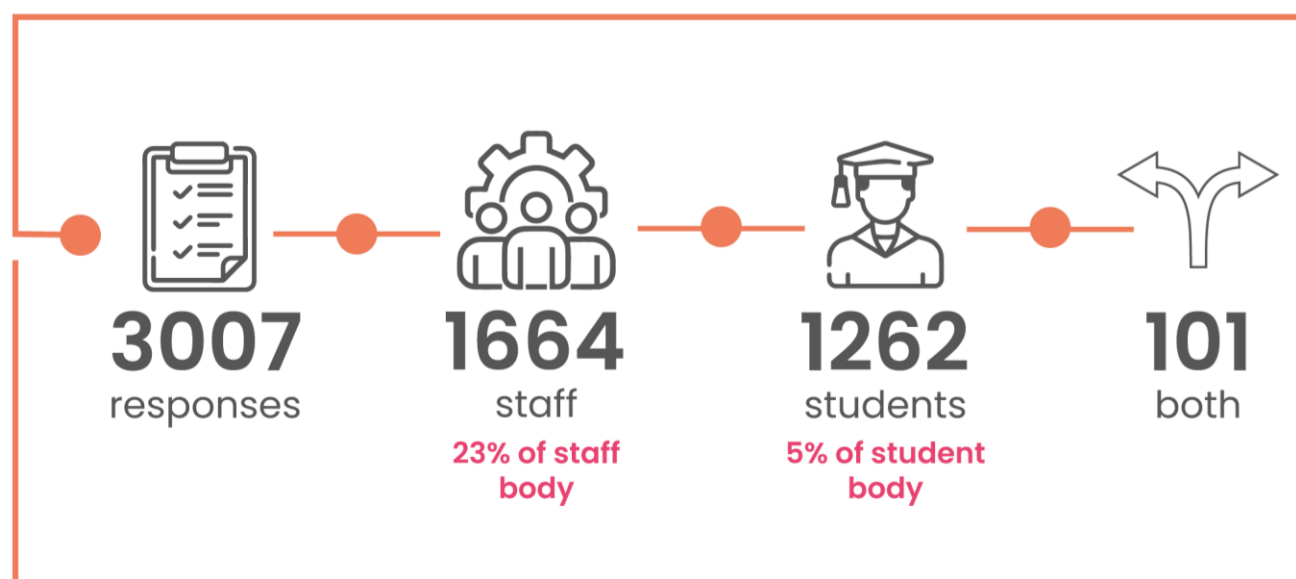 3007
responses
1664
staff
23% of staff
body
1262
students
5% of student
body
101
both